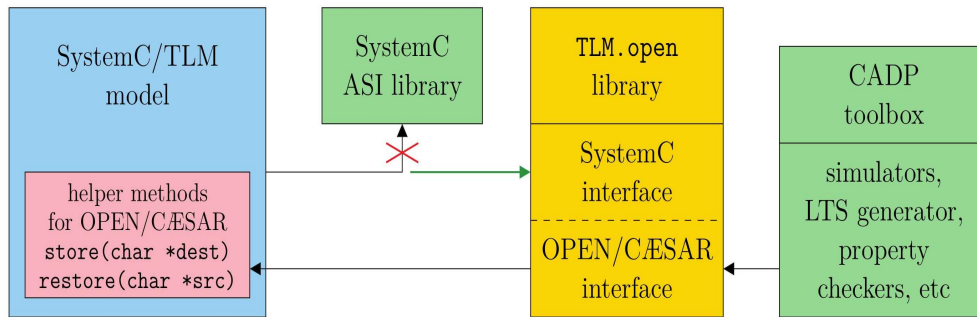 SystemC/TLM
model
helper methods
for OPEN/CÆSAR
store(char *dest)
restore(char *src)
SystemC
ASI library
TLM.open
library
SystemC
interface
OPEN/CÆSAR
interface
CADP
toolbox
simulators,
LTS generator,
property
checkers, etc